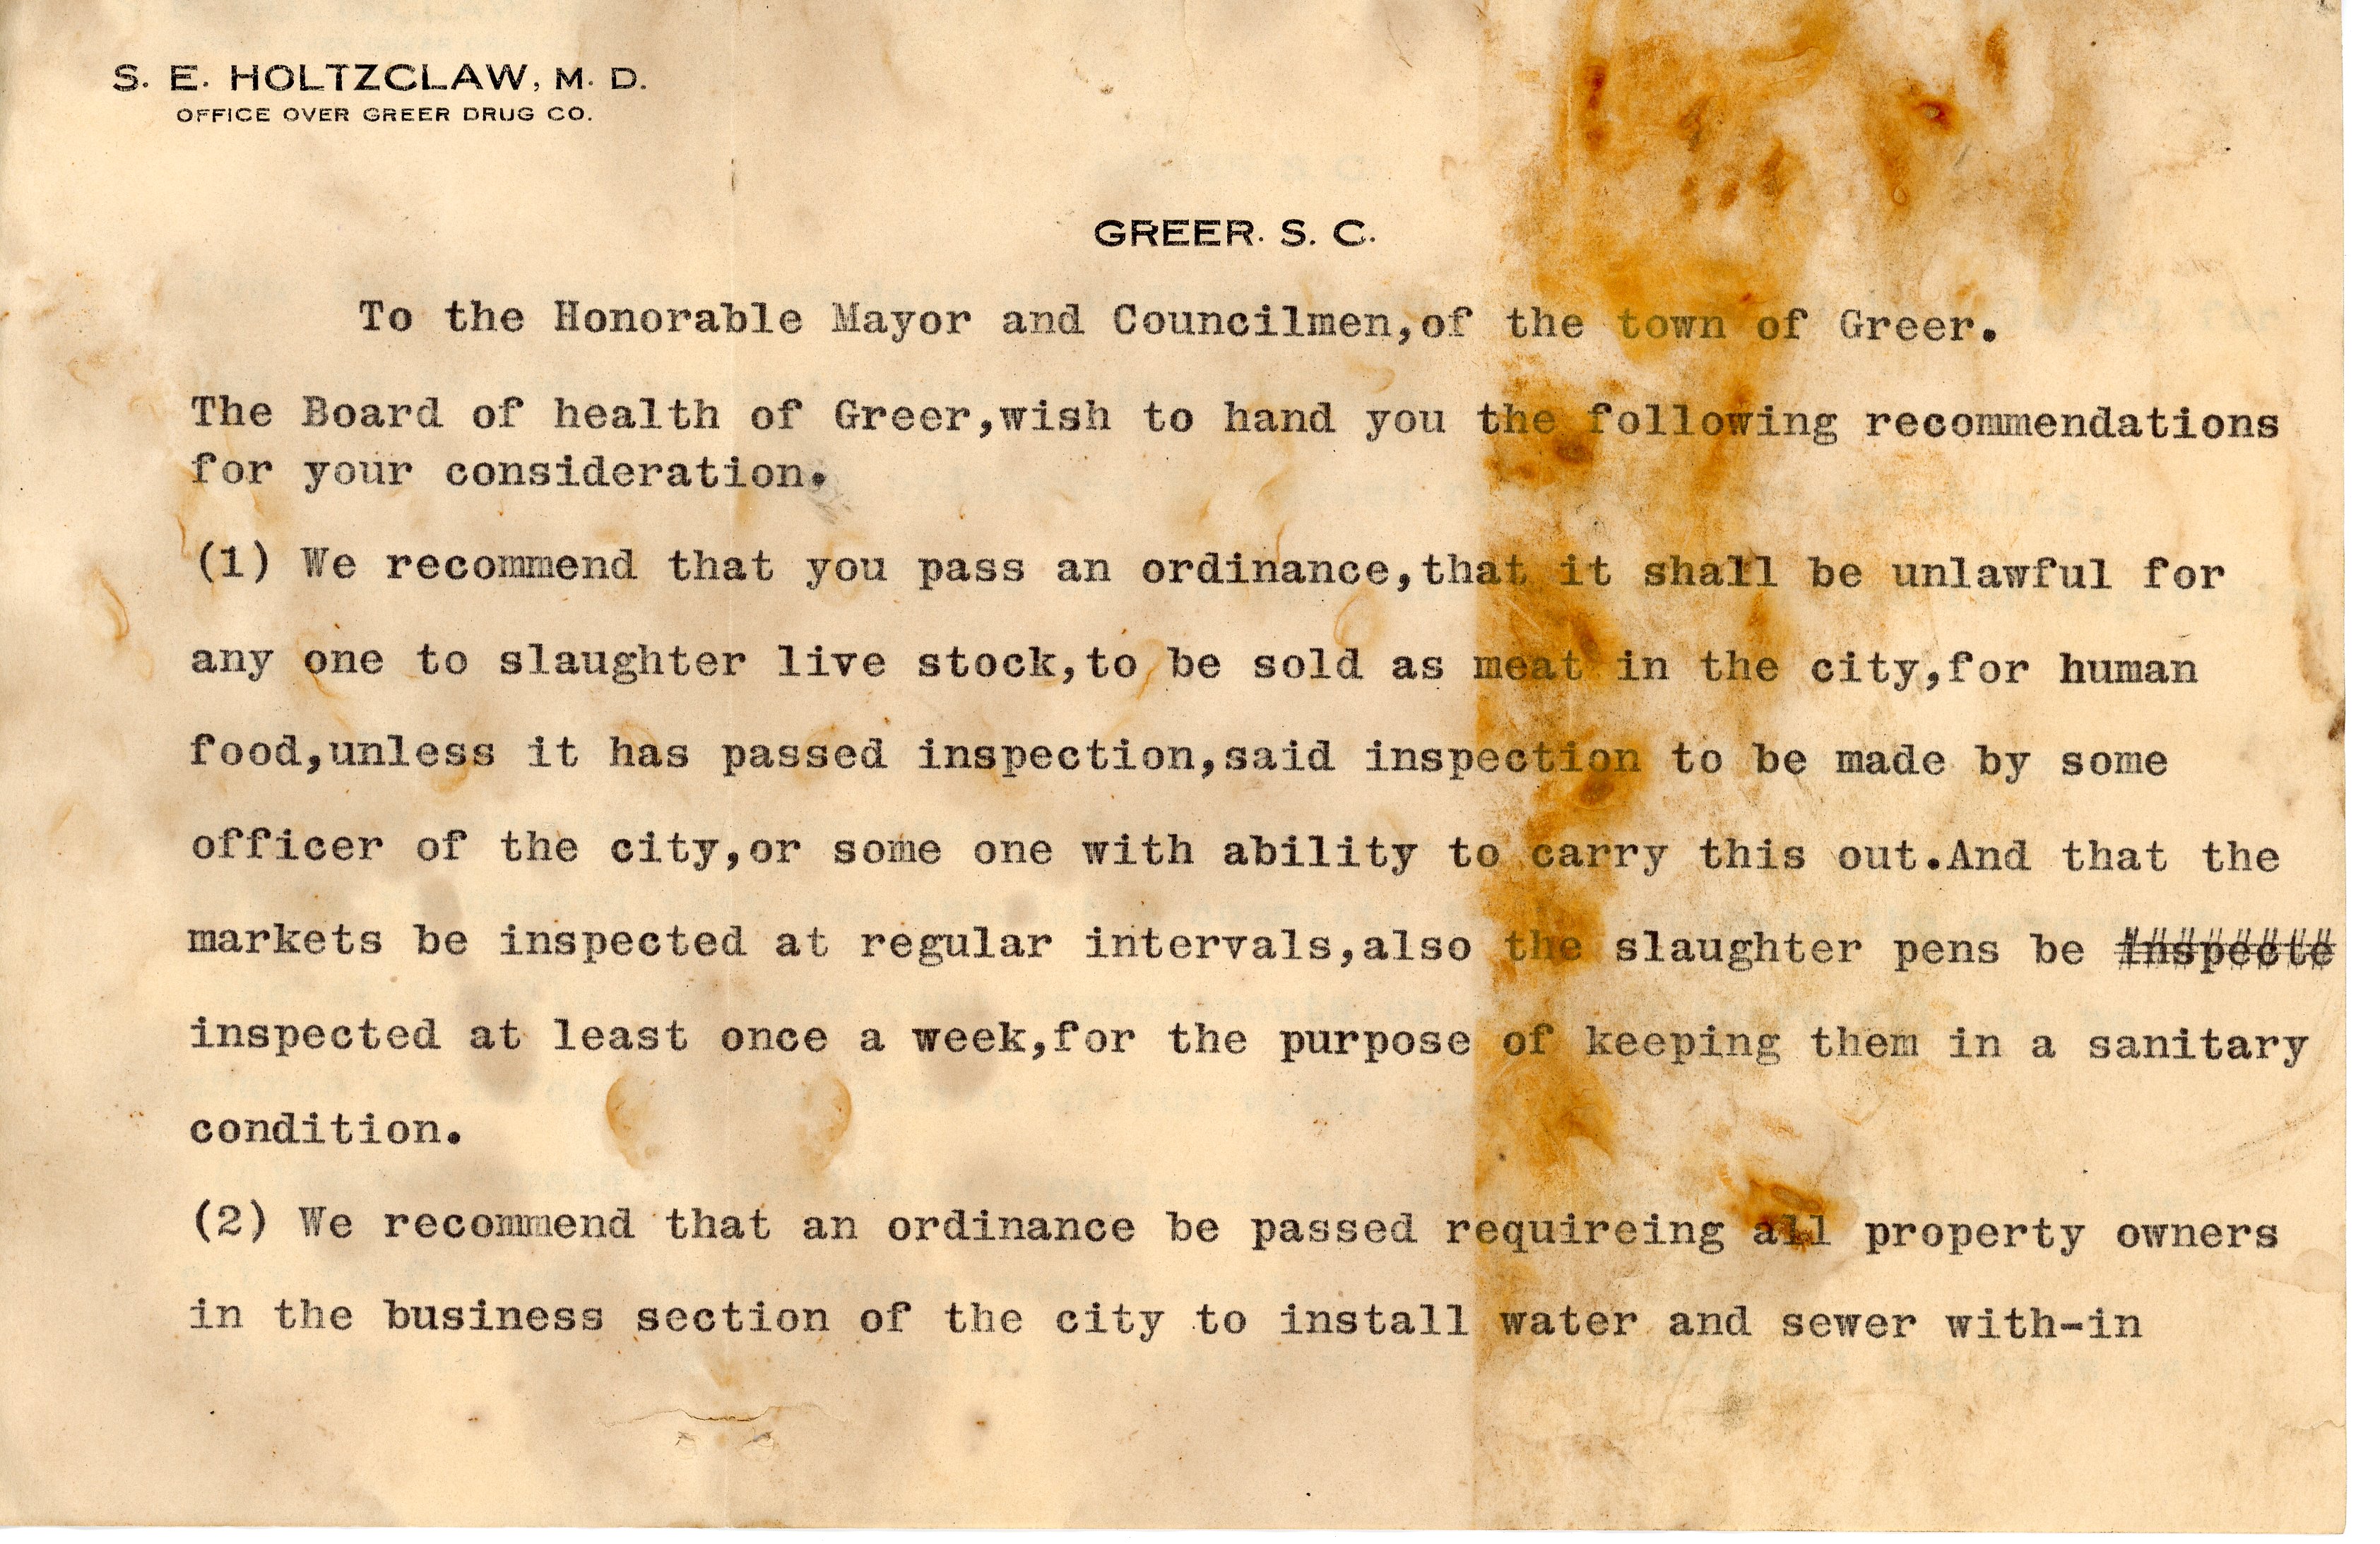 S. E. HOLTZCLAW, M. D.
OFFICE OVER GREER DRUG CO.
GREER. S. C.
To the Honorable Mayor and Councilmen,of the town of Greer.
The Board of health of Greer,wish to hand you the following recommendations
for your consideration.
(1) We recommend that you pass an ordinance,that it shall be unlawful for
any one to slaughter live stock,to be sold as meat in the city,for human
food,unless it has passed inspection,said inspection to be made by some
officer of the city,or some one with ability to carry this out.And that the
markets be inspected at regular intervals,also the slaughter pens be inspecte
inspected at least once a week,for the purpose of keeping them in a sanitary
condition.
(2) We recommend that an ordinance be passed requireing all property owners
in the business section of the city to install water and sewer with-in